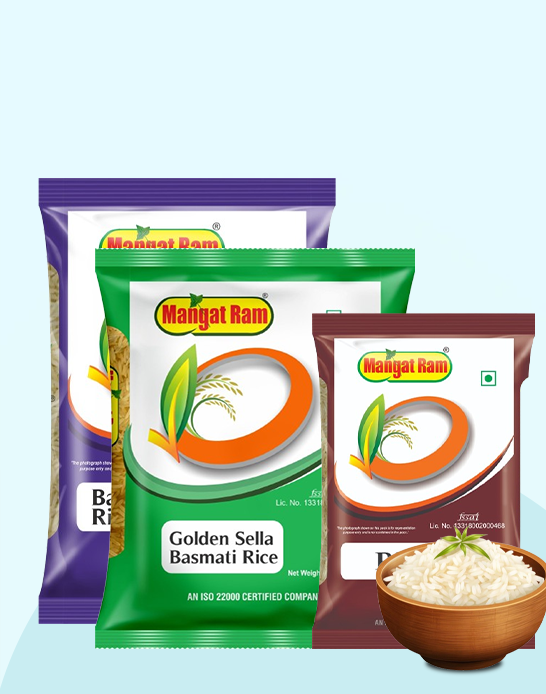 Mangat Ram
®
Ba
Ri
Mangat Ram
®
fssai
Lic. No. 1331
Golden Sella
Basmati Rice
Net Weigh
AN ISO 22000 CERTIFIED COMPAN
Mangat Ram
®
fssai
Lic. No. 13318002000468
AN